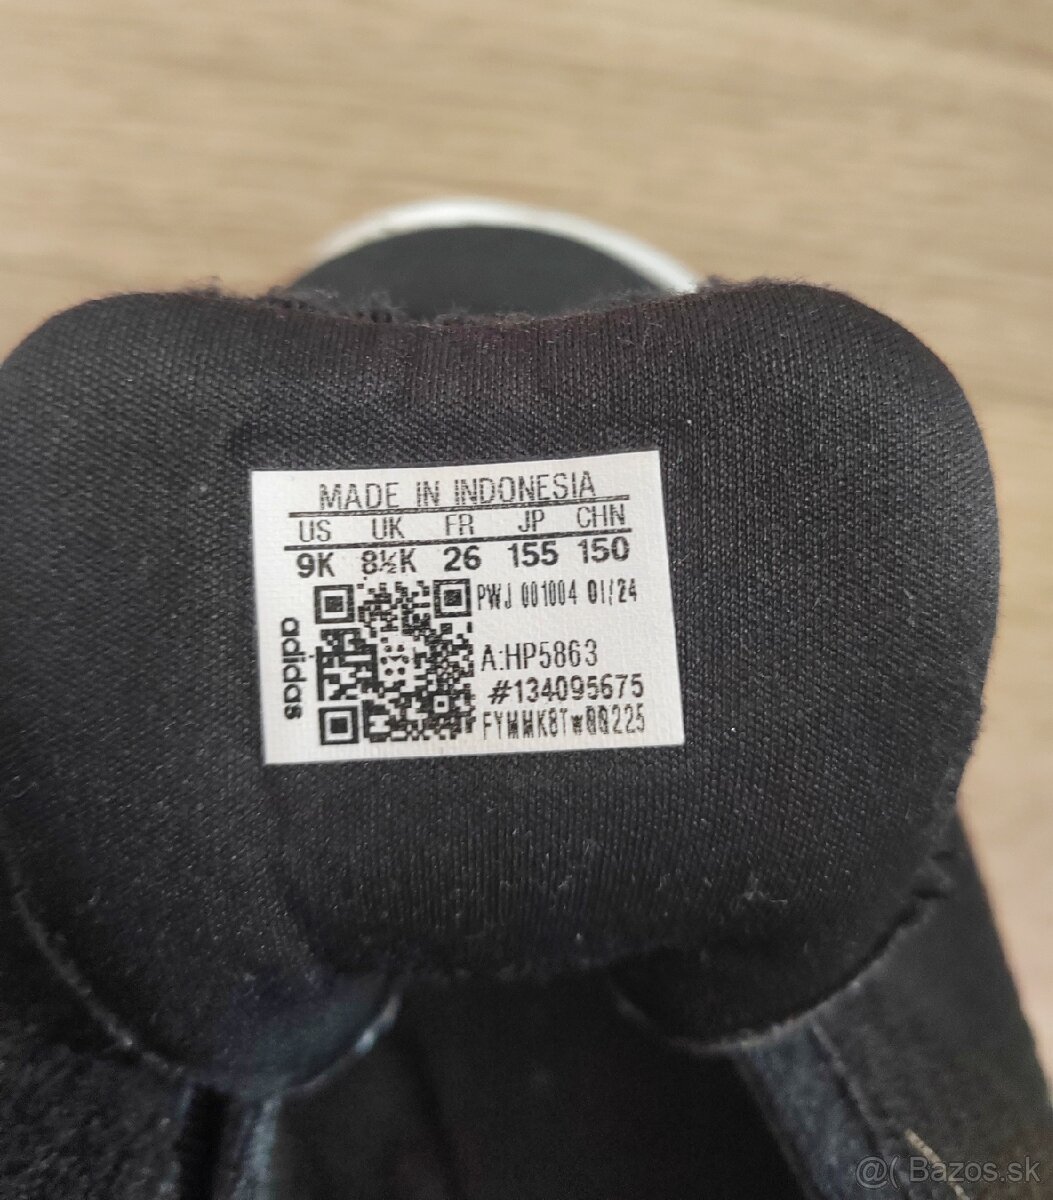 MADE IN INDONESIA
US UK FR JP CHN
9K 8½K 26 155 150
PWJ 001004 01/24
A:HP5863
#134095675
adidas
@( Bazos.sk